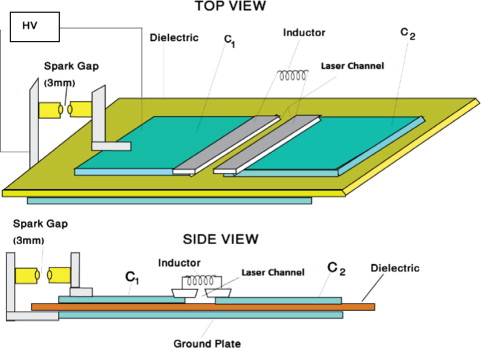 TOP VIEW
HV
Dielectric
C1
Inductor
C2
Spark Gap
(3mm)
Laser Channel
Spark Gap
(3mm)
SIDE VIEW
Inductor
Laser Channel
C1
C2
Dielectric
Ground Plate